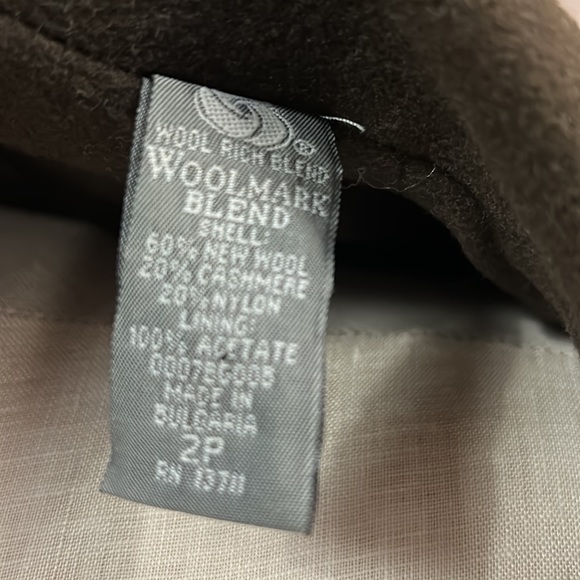 ®
WOOL RICH BLEND
WOOLMARK
BLEND
SHELL:
60% NEW WOOL
20% CASHMERE
20% NYLON
LINING:
100% ACETATE
MADE IN
BULGARIA
2P
RN